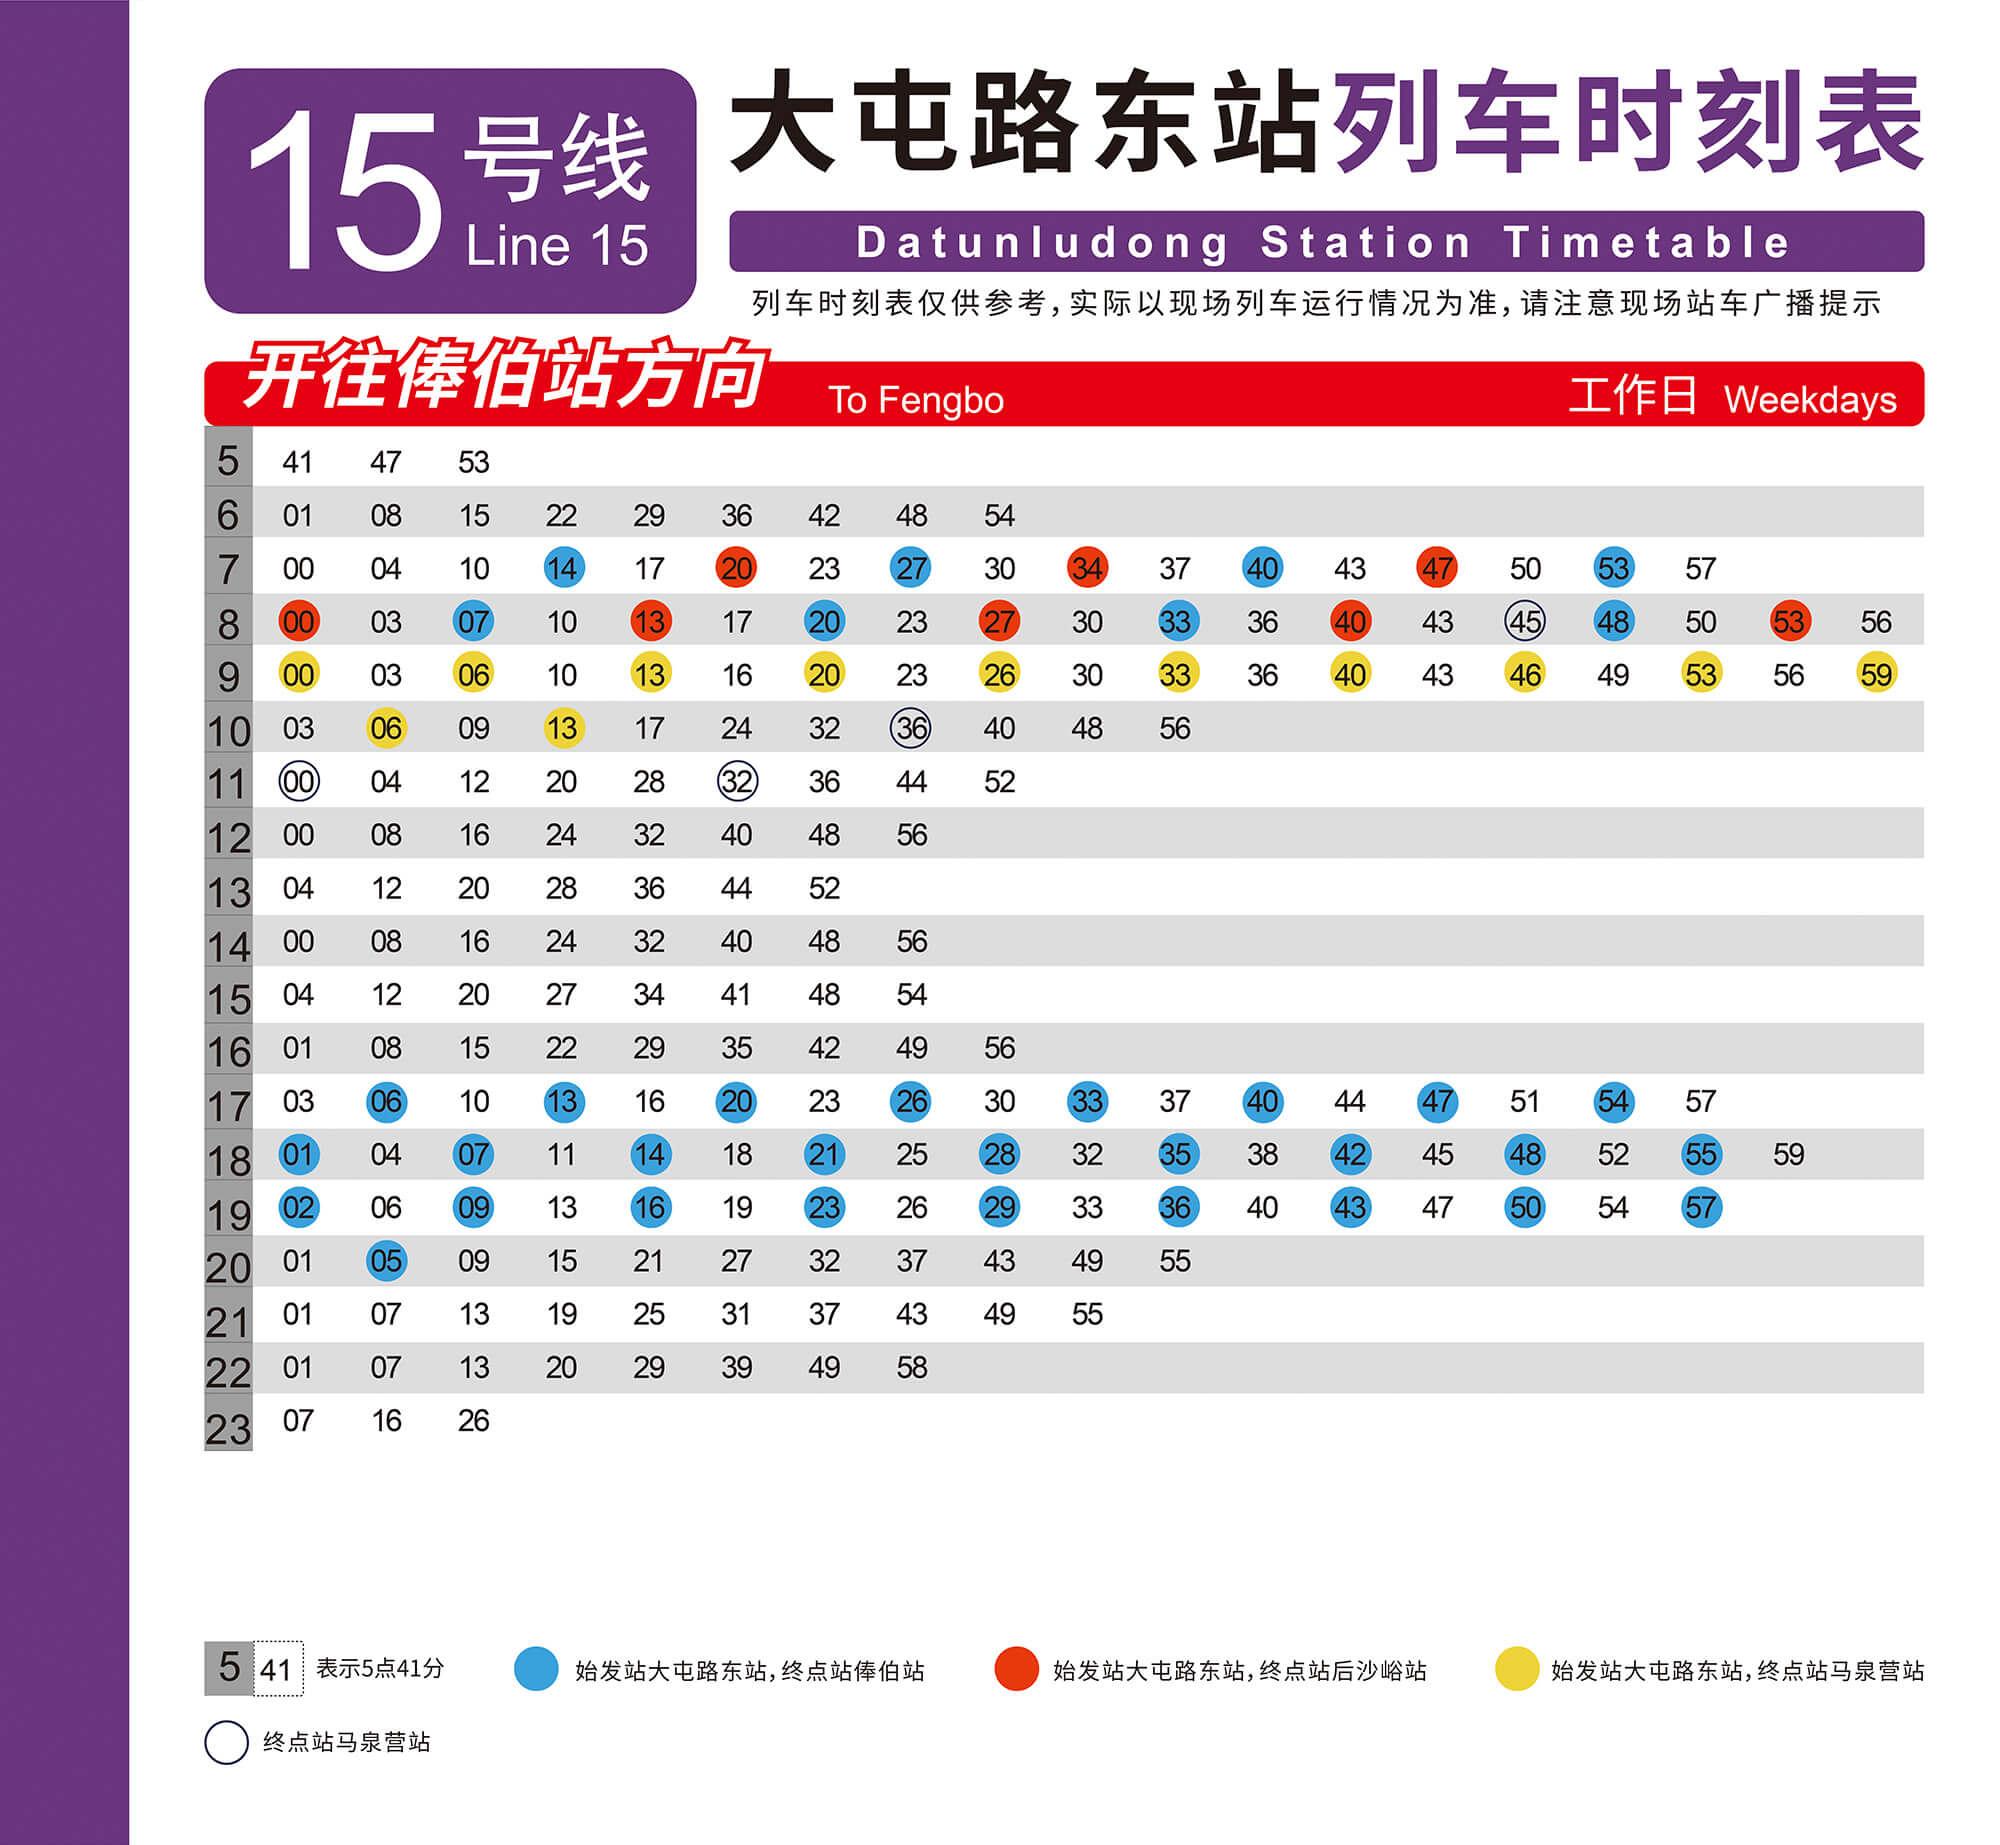 15号线
Line 15
大屯路东站列车时刻表
Datunludong Station Timetable
列车时刻表仅供参考,实际以现场列车运行情况为准,请注意现场站车广播提示
开往俸伯站方向 To Fengbo 工作日 Weekdays
5 41 47 53
6 01 08 15 22 29 36 42 48 54
7 00 04 10 14 17 20 23 27 30 34 37 40 43 47 50 53 57
8 00 03 07 10 13 17 20 23 27 30 33 36 40 43 45 48 50 53 56
9 00 03 06 10 13 16 20 23 26 30 33 36 40 43 46 49 53 56 59
10 03 06 09 13 17 24 32 36 40 48 56
11 00 04 12 20 28 32 36 44 52
12 00 08 16 24 32 40 48 56
13 04 12 20 28 36 44 52
14 00 08 16 24 32 40 48 56
15 04 12 20 27 34 41 48 54
16 01 08 15 22 29 35 42 49 56
17 03 06 10 13 16 20 23 26 30 33 37 40 44 47 51 54 57
18 01 04 07 11 14 18 21 25 28 32 35 38 42 45 48 52 55 59
19 02 06 09 13 16 19 23 26 29 33 36 40 43 47 50 54 57
20 01 05 09 15 21 27 32 37 43 49 55
21 01 07 13 19 25 31 37 43 49 55
22 01 07 13 20 29 39 49 58
23 07 16 26
5 41 表示5点41分 始发站大屯路东站,终点站俸伯站 始发站大屯路东站,终点站后沙峪站 始发站大屯路东站,终点站马泉营站
终点站马泉营站